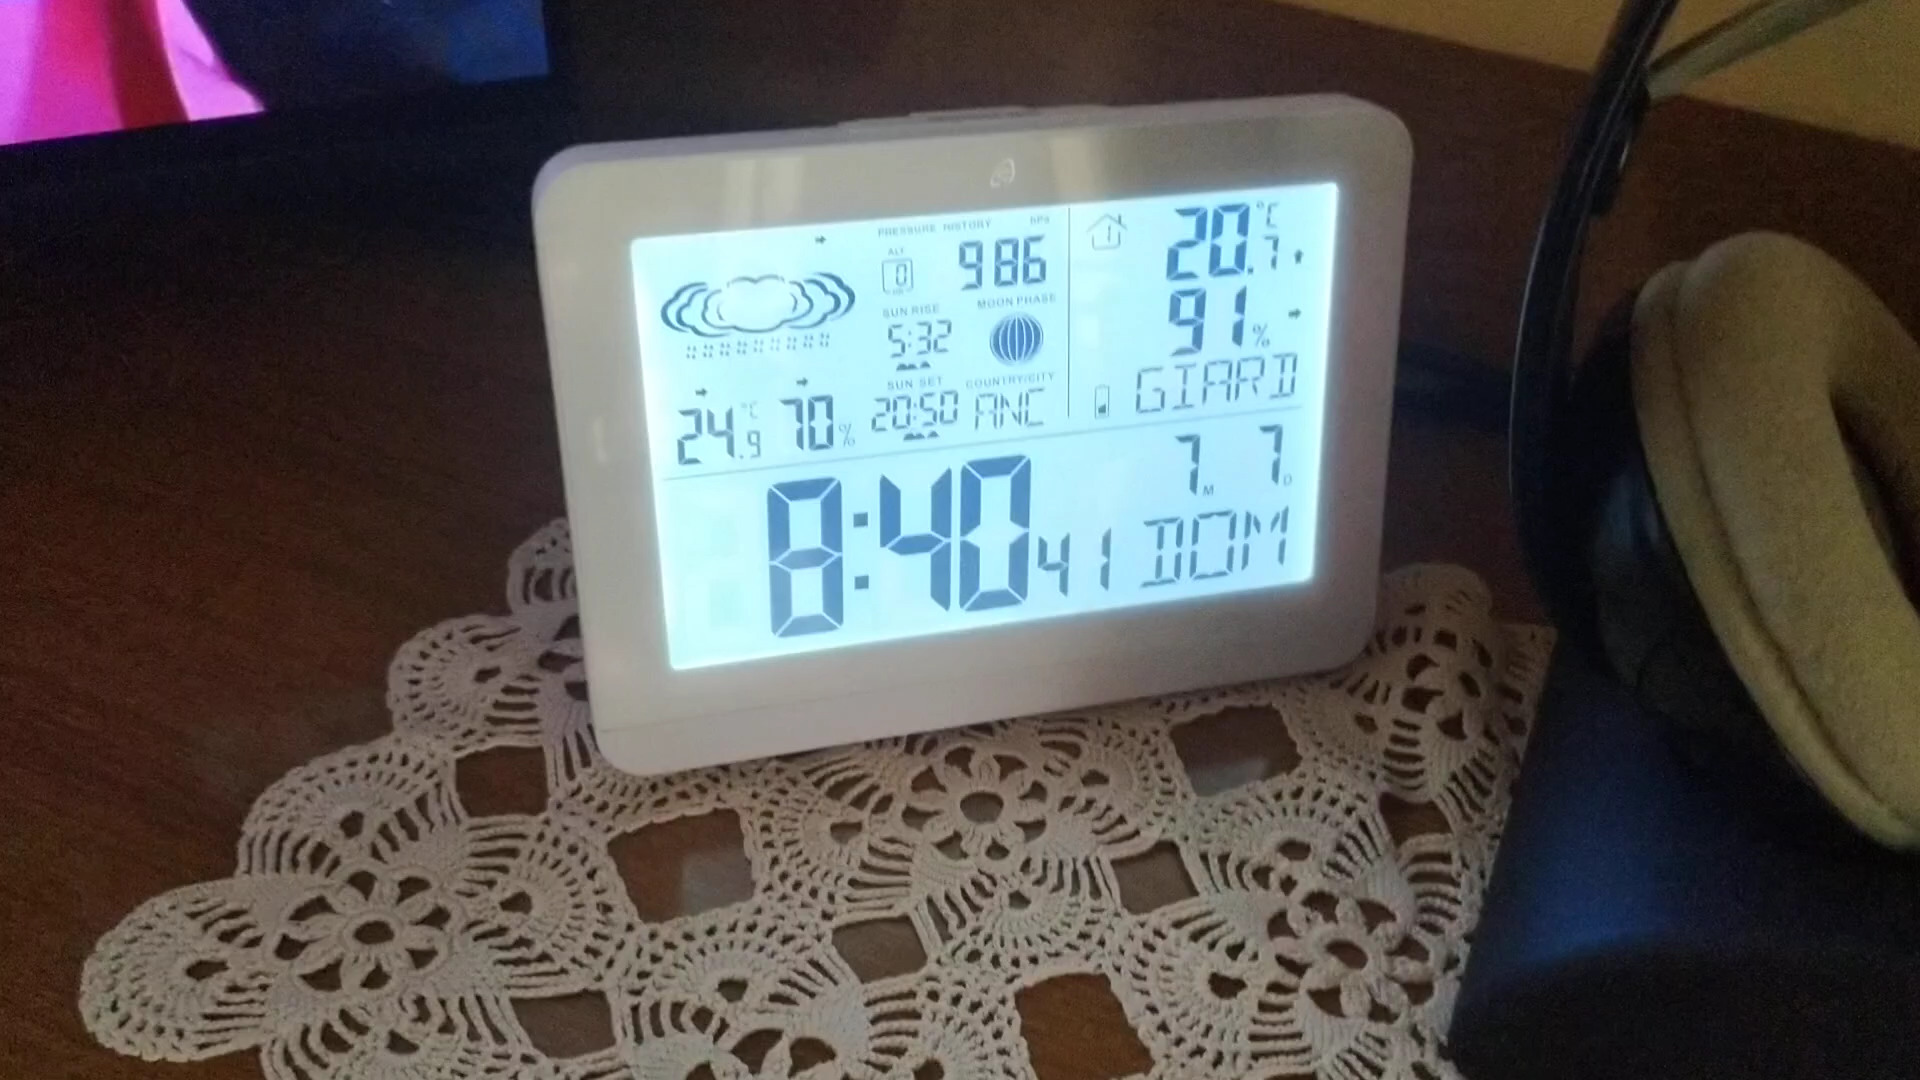 PRESSURE HISTORY hPa
ALT
0
986
SUN RISE
5:32
MOON PHASE
SUN SET
20:50
COUNTRY/CITY
ANC
24.9 °C
70%
1
20.7 °C
91%
GIARD
8:40 41
7 M 7 D
DOM